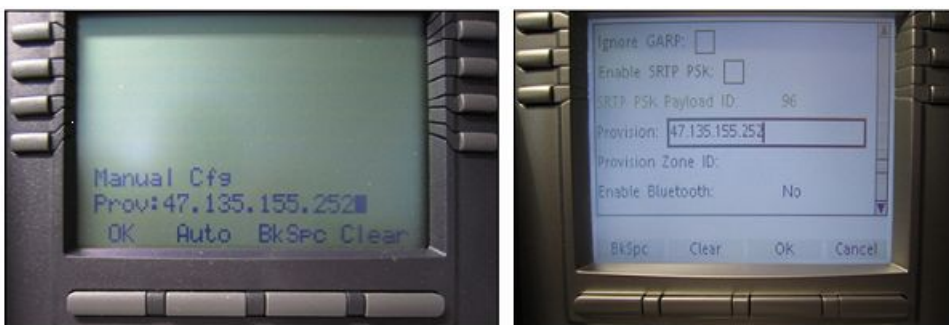 Manual Cfg
Prov:47.135.155.252
OK Auto BkSpc Clear
Ignore GARP:
Enable SRTP PSK:
SRTP PSK Payload ID: 96
Provision: 47.135.155.252
Provision Zone ID:
Enable Bluetooth: No
BkSpc Clear OK Cancel